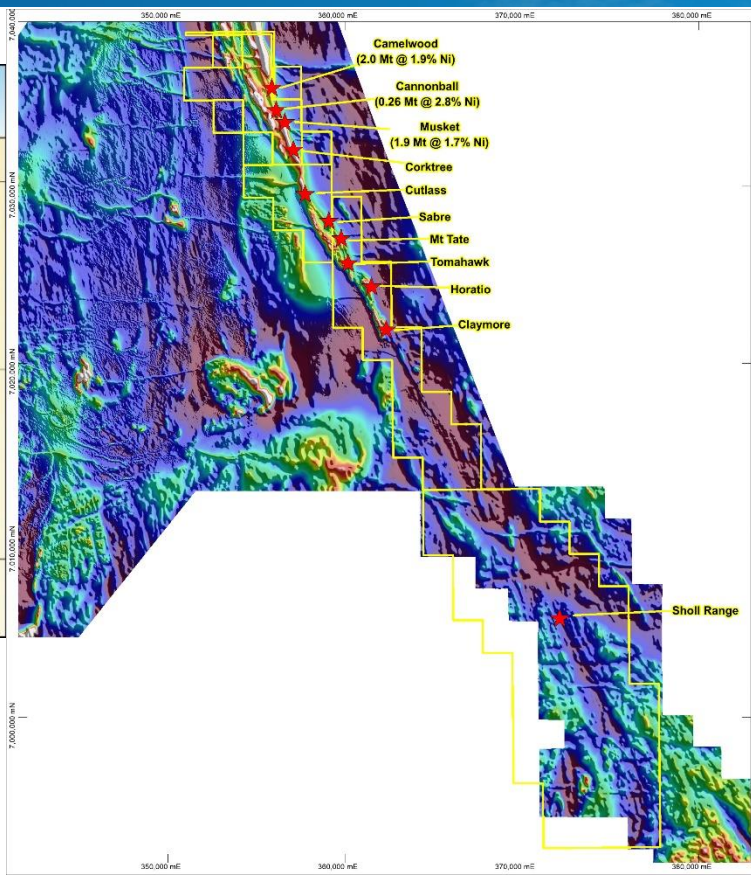 350,000 mE
360,000 mE
370,000 mE
380,000 mE
7,040,000 mN
Camelwood
(2.0 Mt @ 1.9% Ni)
Cannonball
(0.26 Mt @ 2.8% Ni)
Musket
(1.9 Mt @ 1.7% Ni)
Corktree
7,030,000 mN
Cutlass
Sabre
Mt Tate
Tomahawk
Horatio
Claymore
7,020,000 mN
7,010,000 mN
Sholl Range
7,000,000 mN
350,000 mE
360,000 mE
370,000 mE
380,000 mE